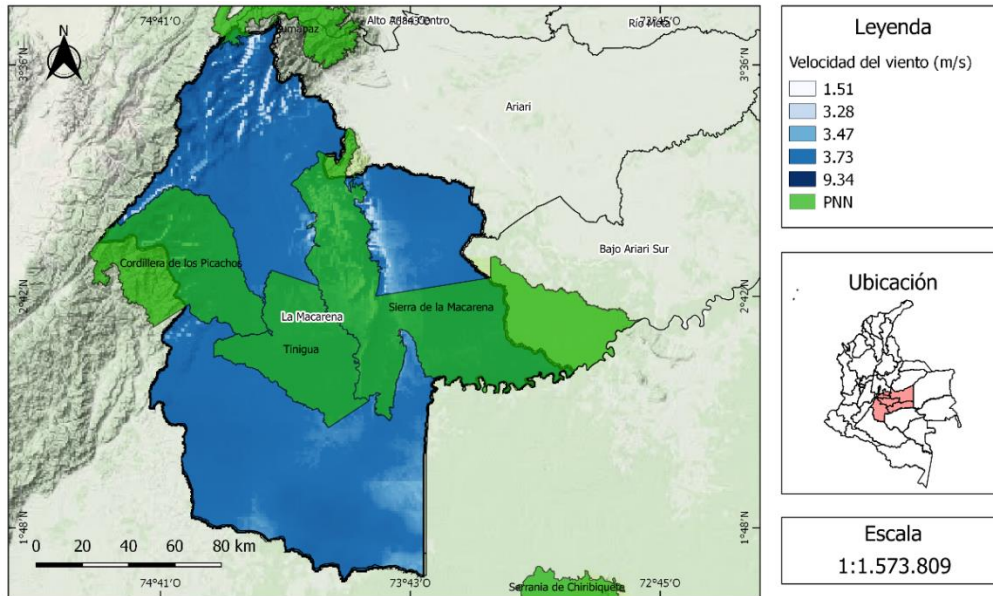 74°41'O
73°43'O
72°45'O
Sumapaz
Alto Ariari Centro
Río Meta
N
3°36'N
3°36'N
Ariari
Bajo Ariari Sur
Cordillera de los Picachos
2°42'N
2°42'N
Sierra de la Macarena
La Macarena
Tinigua
1°48'N
1°48'N
0 20 40 60 80 km
Serranía de Chiribiquete
74°41'O
73°43'O
72°45'O
Leyenda
Velocidad del viento (m/s)
1.51
3.28
3.47
3.73
9.34
PNN
Ubicación
Escala
1:1.573.809